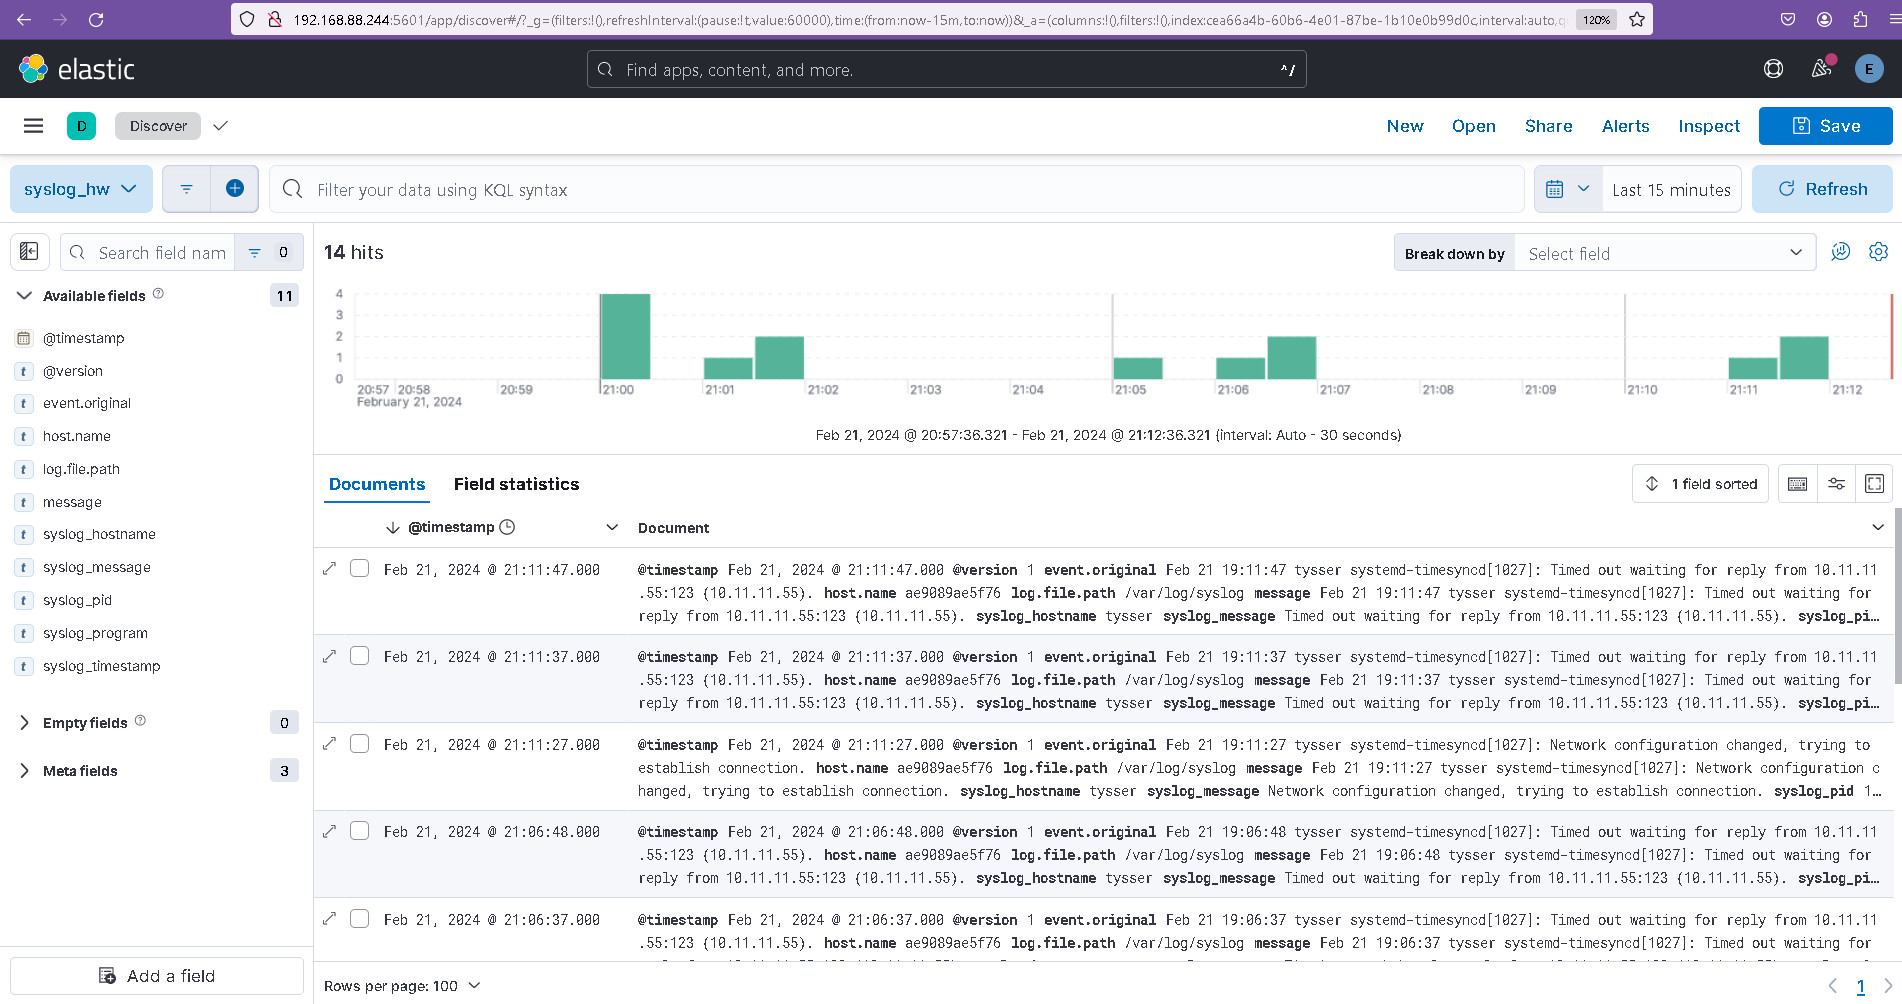 192.168.88.244:5601/app/discover#/?_g=(filters:!(),refreshInterval:(pause:!t,value:60000),time:(from:now-15m,to:now))&_a=(columns:!(),filters:!(),index:cea66a4b-60b6-4e01-87be-1b10e0b99d0c,interval:auto,q 120%
elastic
Find apps, content, and more. ^/
E
D Discover New Open Share Alerts Inspect Save
syslog_hw Filter your data using KQL syntax Last 15 minutes Refresh
Search field nam 0
14 hits Break down by Select field
Available fields 11
@timestamp
@version
event.original
host.name
log.file.path
message
syslog_hostname
syslog_message
syslog_pid
syslog_program
syslog_timestamp
Empty fields 0
Meta fields 3
Add a field
4
3
2
1
0
20:57 20:58 20:59 21:00 21:01 21:02 21:03 21:04 21:05 21:06 21:07 21:08 21:09 21:10 21:11 21:12
February 21, 2024
Feb 21, 2024 @ 20:57:36.321 - Feb 21, 2024 @ 21:12:36.321 (interval: Auto - 30 seconds)
Documents Field statistics 1 field sorted
@timestamp Document
Feb 21, 2024 @ 21:11:47.000 @timestamp Feb 21, 2024 @ 21:11:47.000 @version 1 event.original Feb 21 19:11:47 tysser systemd-timesyncd[1027]: Timed out waiting for reply from 10.11.11
.55:123 (10.11.11.55). host.name ae9089ae5f76 log.file.path /var/log/syslog message Feb 21 19:11:47 tysser systemd-timesyncd[1027]: Timed out waiting for
reply from 10.11.11.55:123 (10.11.11.55). syslog_hostname tysser syslog_message Timed out waiting for reply from 10.11.11.55:123 (10.11.11.55). syslog_pi…
Feb 21, 2024 @ 21:11:37.000 @timestamp Feb 21, 2024 @ 21:11:37.000 @version 1 event.original Feb 21 19:11:37 tysser systemd-timesyncd[1027]: Timed out waiting for reply from 10.11.11
.55:123 (10.11.11.55). host.name ae9089ae5f76 log.file.path /var/log/syslog message Feb 21 19:11:37 tysser systemd-timesyncd[1027]: Timed out waiting for
reply from 10.11.11.55:123 (10.11.11.55). syslog_hostname tysser syslog_message Timed out waiting for reply from 10.11.11.55:123 (10.11.11.55). syslog_pi…
Feb 21, 2024 @ 21:11:27.000 @timestamp Feb 21, 2024 @ 21:11:27.000 @version 1 event.original Feb 21 19:11:27 tysser systemd-timesyncd[1027]: Network configuration changed, trying to
establish connection. host.name ae9089ae5f76 log.file.path /var/log/syslog message Feb 21 19:11:27 tysser systemd-timesyncd[1027]: Network configuration c
hanged, trying to establish connection. syslog_hostname tysser syslog_message Network configuration changed, trying to establish connection. syslog_pid 1…
Feb 21, 2024 @ 21:06:48.000 @timestamp Feb 21, 2024 @ 21:06:48.000 @version 1 event.original Feb 21 19:06:48 tysser systemd-timesyncd[1027]: Timed out waiting for reply from 10.11.11
.55:123 (10.11.11.55). host.name ae9089ae5f76 log.file.path /var/log/syslog message Feb 21 19:06:48 tysser systemd-timesyncd[1027]: Timed out waiting for
reply from 10.11.11.55:123 (10.11.11.55). syslog_hostname tysser syslog_message Timed out waiting for reply from 10.11.11.55:123 (10.11.11.55). syslog_pi…
Feb 21, 2024 @ 21:06:37.000 @timestamp Feb 21, 2024 @ 21:06:37.000 @version 1 event.original Feb 21 19:06:37 tysser systemd-timesyncd[1027]: Timed out waiting for reply from 10.11.11
.55:123 (10.11.11.55). host.name ae9089ae5f76 log.file.path /var/log/syslog message Feb 21 19:06:37 tysser systemd-timesyncd[1027]: Timed out waiting for
Rows per page: 100 1